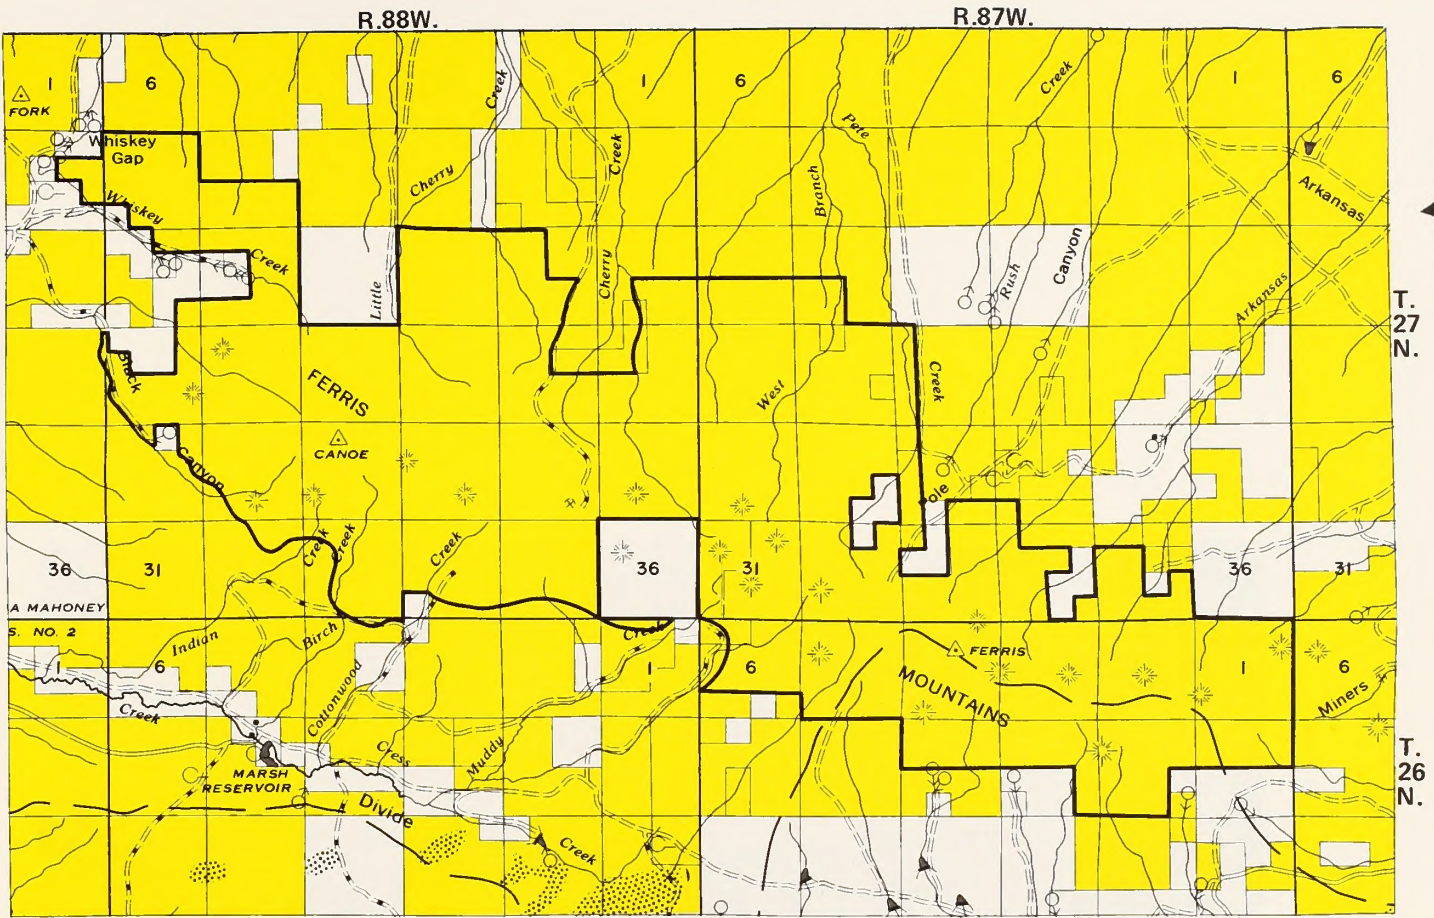 R.88W.
R.87W.
1
6
1
6
1
6
FORK
Creek
Creek
Whiskey
Gap
Pete
Creek
Cherry
Branch
Arkansas
Whiskey
Creek
Cherry
Little
Rush
Canyon
Arkansas
T.
27
N.
Black
FERRIS
West
Creek
CANOE
Canyon
Pole
Creek
Creek
Creek
36
31
36
31
36
31
A MAHONEY
S. NO. 2
Indian
Birch
Creek
1
6
1
6
FERRIS
1
6
Cottonwood
MOUNTAINS
Miners
Creek
Cress
Muddy
MARSH
RESERVOIR
Divide
Creek
T.
26
N.